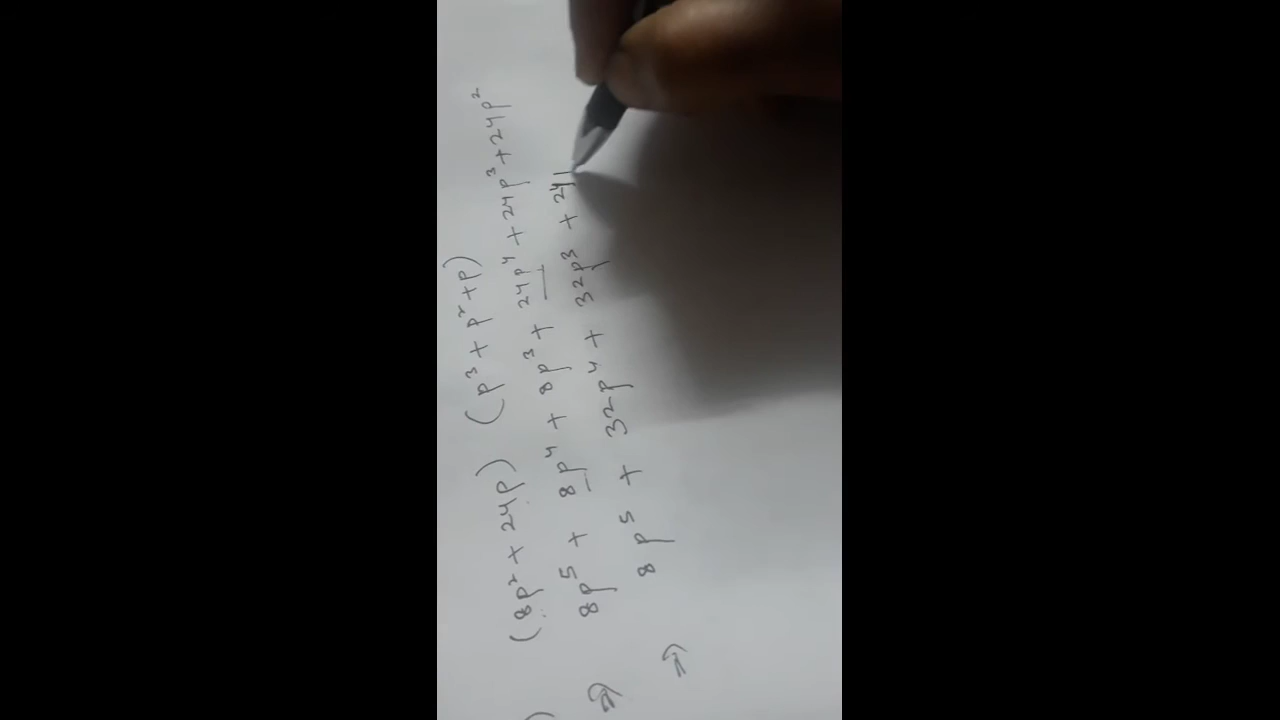 (8p² + 24p) (p³ + p² + p)
⇒ 8p⁵ + 8p⁴ + 8p³ + 24p⁴ + 24p³ + 24p²
⇒ 8p⁵ + 32p⁴ + 32p³ + 24